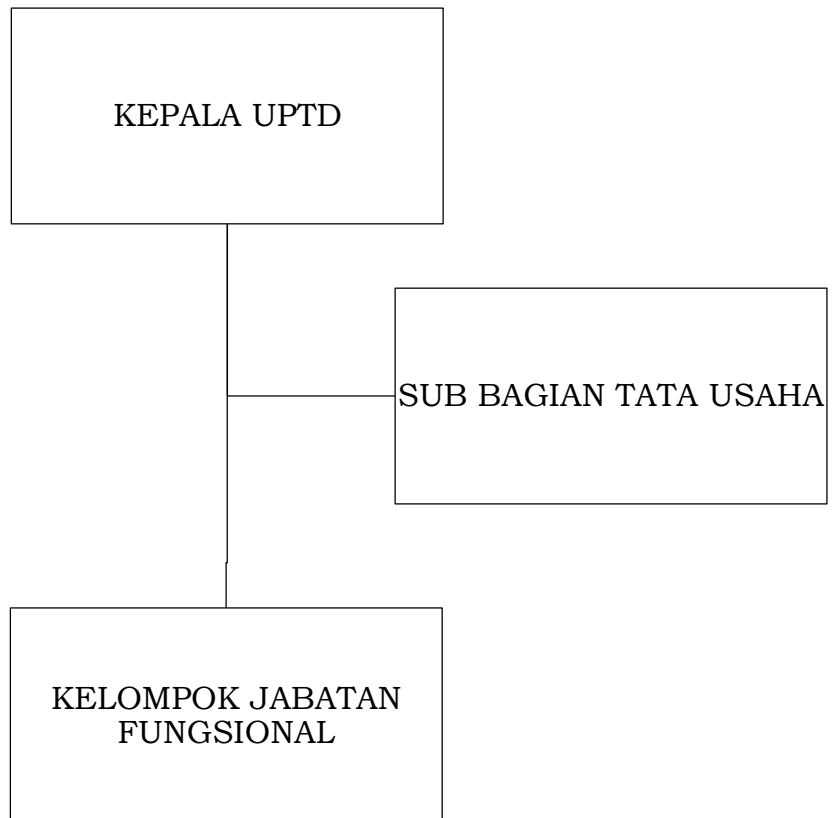 KEPALA UPTD
SUB BAGIAN TATA USAHA
KELOMPOK JABATAN
FUNGSIONAL